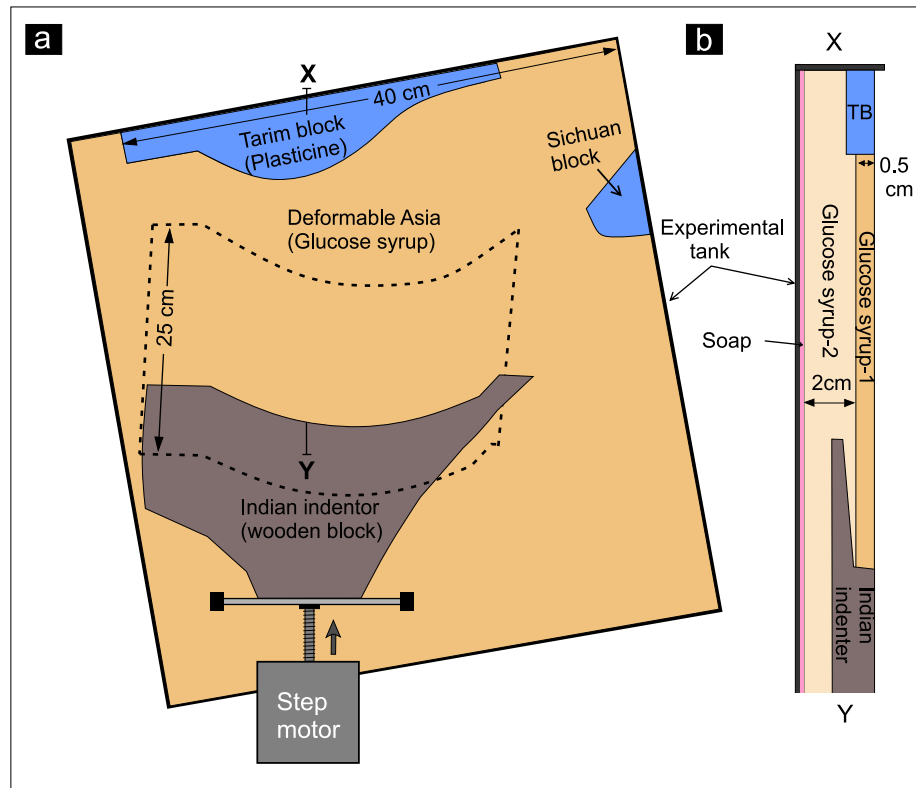 a
X
40 cm
Tarim block
(Plasticine)
Sichuan
block
Deformable Asia
(Glucose syrup)
25 cm
Y
Indian indentor
(wooden block)
Step
motor
Experimental
tank
Soap
b
X
TB
0.5
cm
Glucose syrup-2
Glucose syrup-1
2cm
Indian
indenter
Y